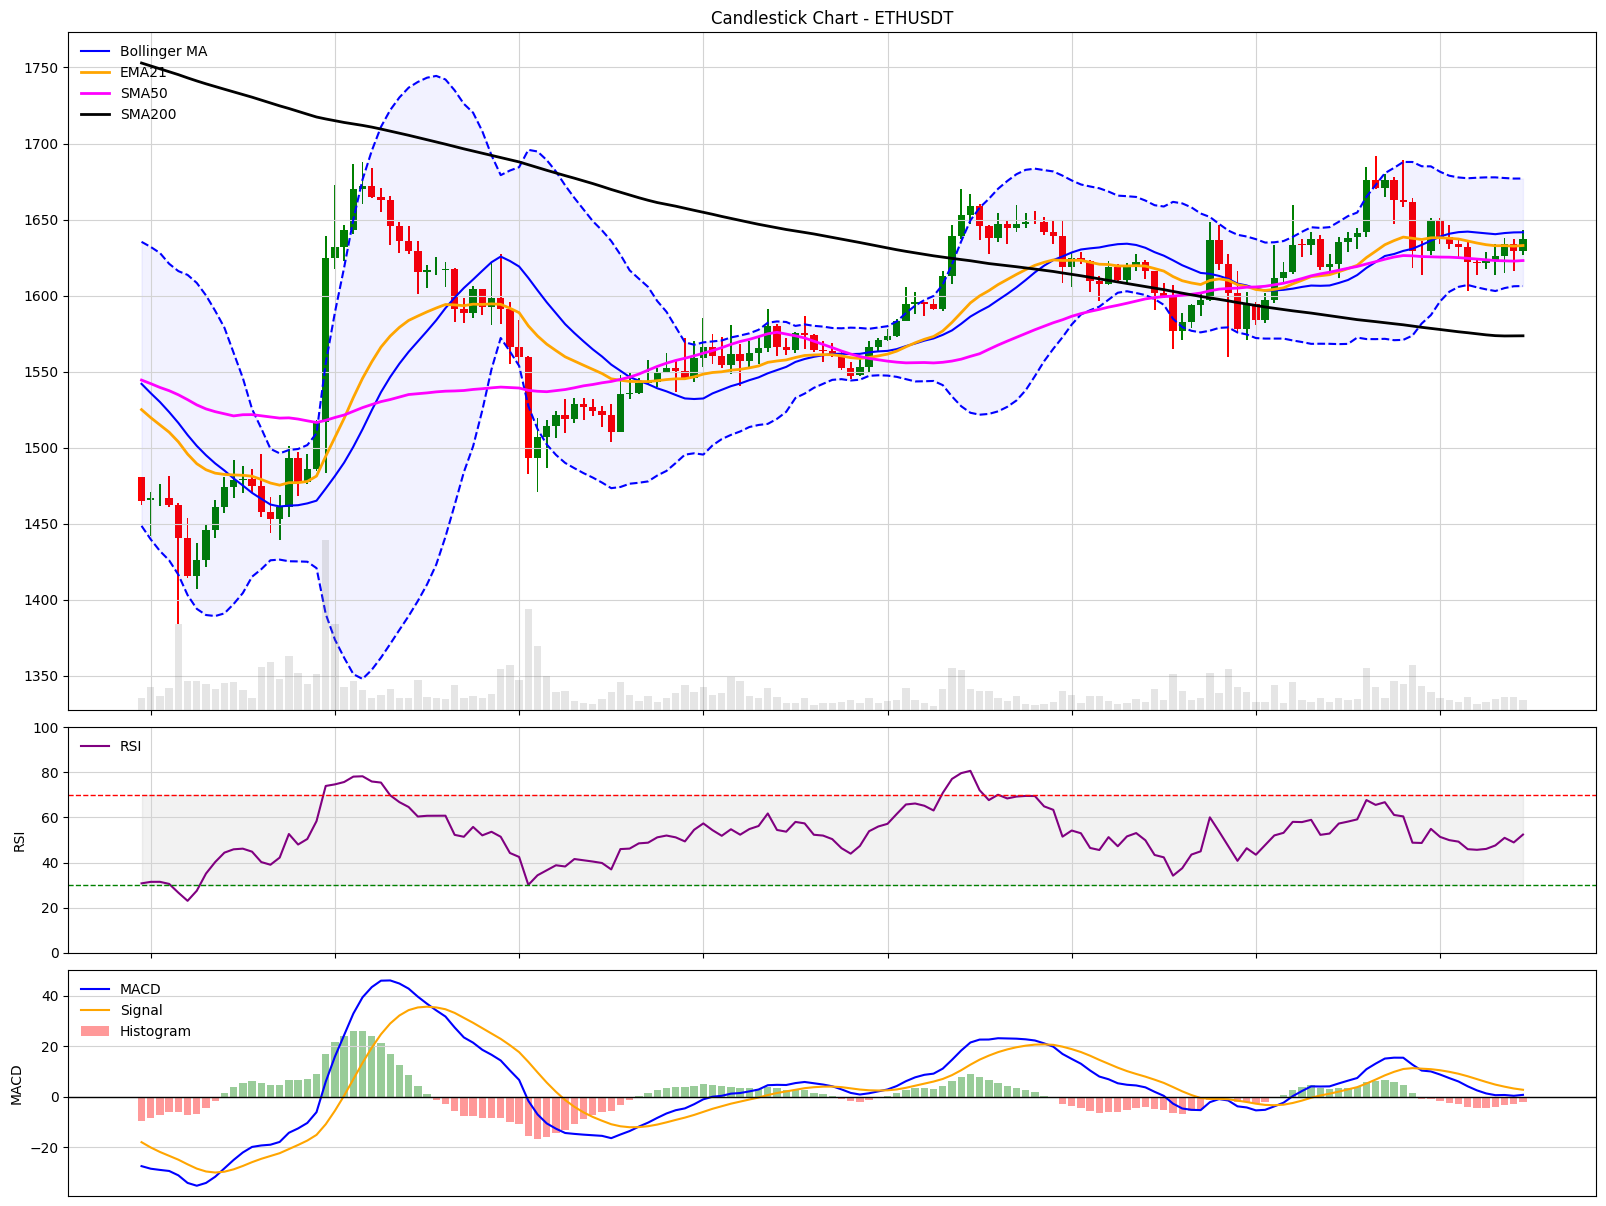 Candlestick Chart - ETHUSDT
Bollinger MA
EMA21
SMA50
SMA200
1750
1700
1650
1600
1550
1500
1450
1400
1350
RSI
100
80
60
40
20
0
RSI
MACD
Signal
Histogram
40
20
0
−20
MACD